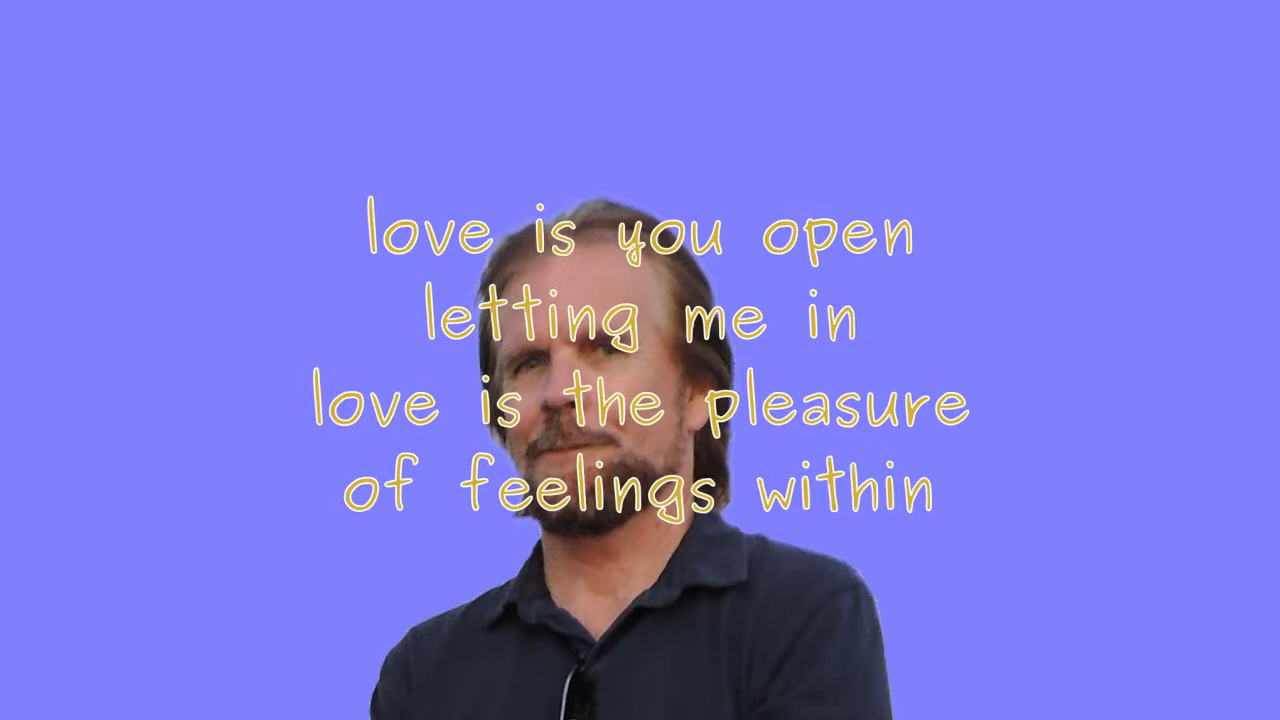 love is you open
letting me in
love is the pleasure
of feelings within